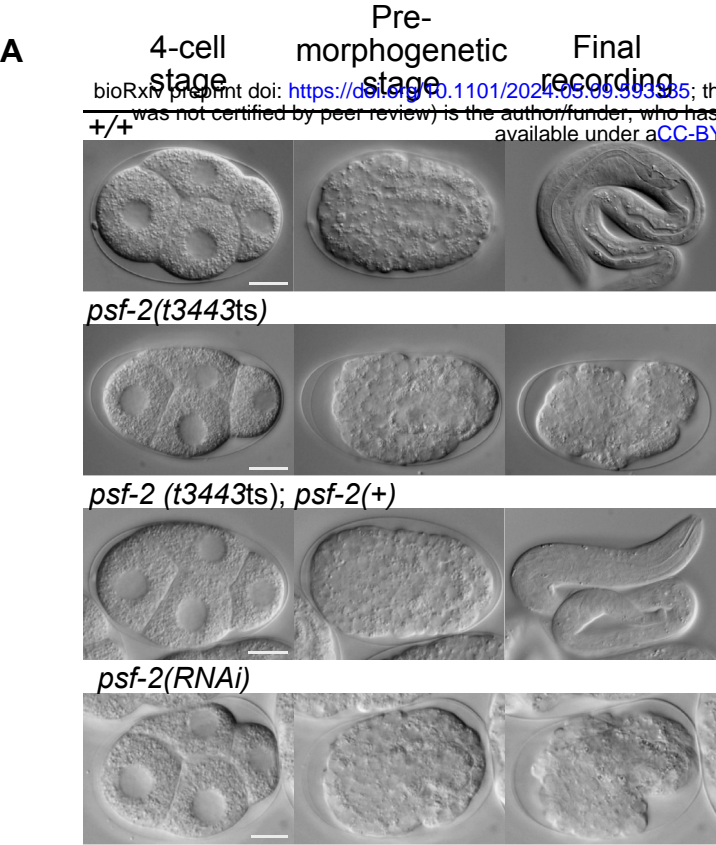 A
4-cell stage
Pre-morphogenetic stage
Final recording
bioRxiv preprint doi: https://doi.org/10.1101/2024.05.09.593385; th
was not certified by peer review) is the author/funder, who has
available under aCC-BY
+/+
psf-2(t3443ts)
psf-2 (t3443ts); psf-2(+)
psf-2(RNAi)